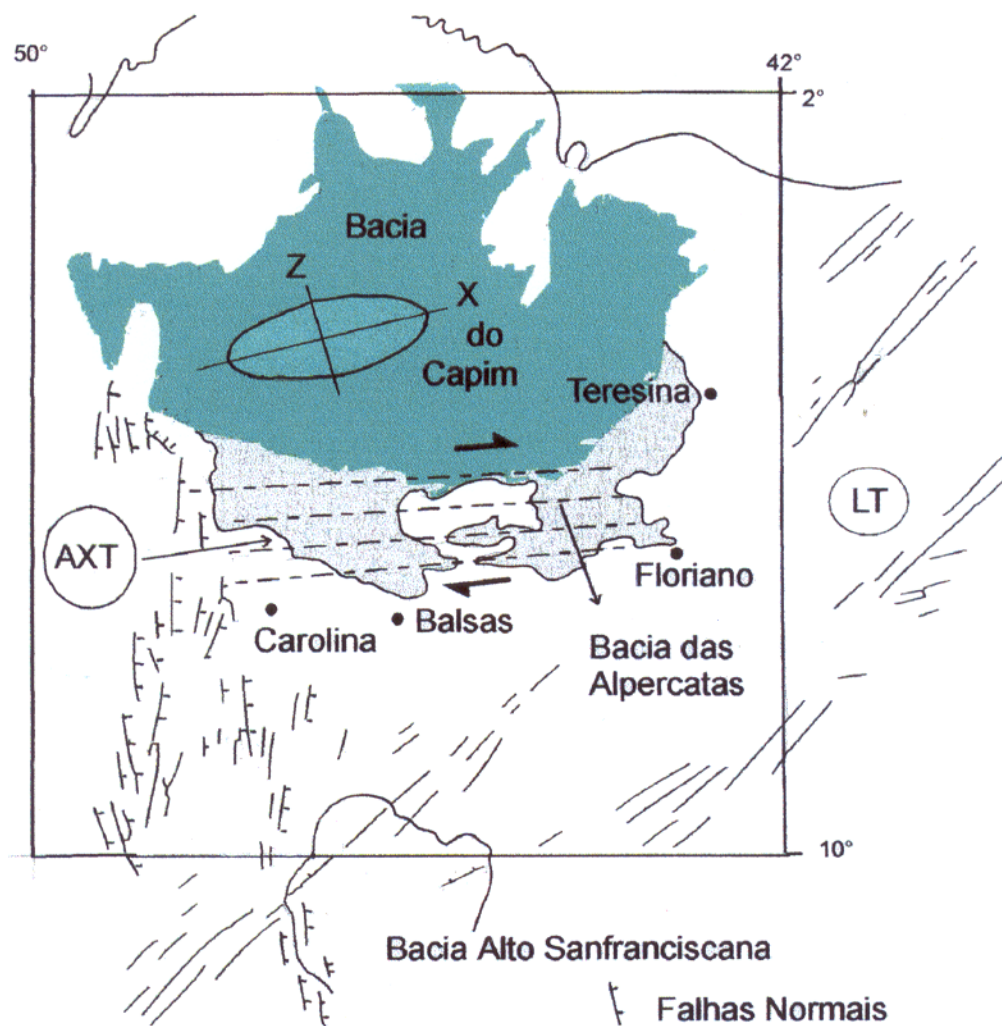 50°
42°
2°
Bacia
Z
X
do
Capim
Teresina
LT
AXT
Floriano
Carolina
Balsas
Bacia das
Alpercatas
10°
Bacia Alto Sanfranciscana
Falhas Normais